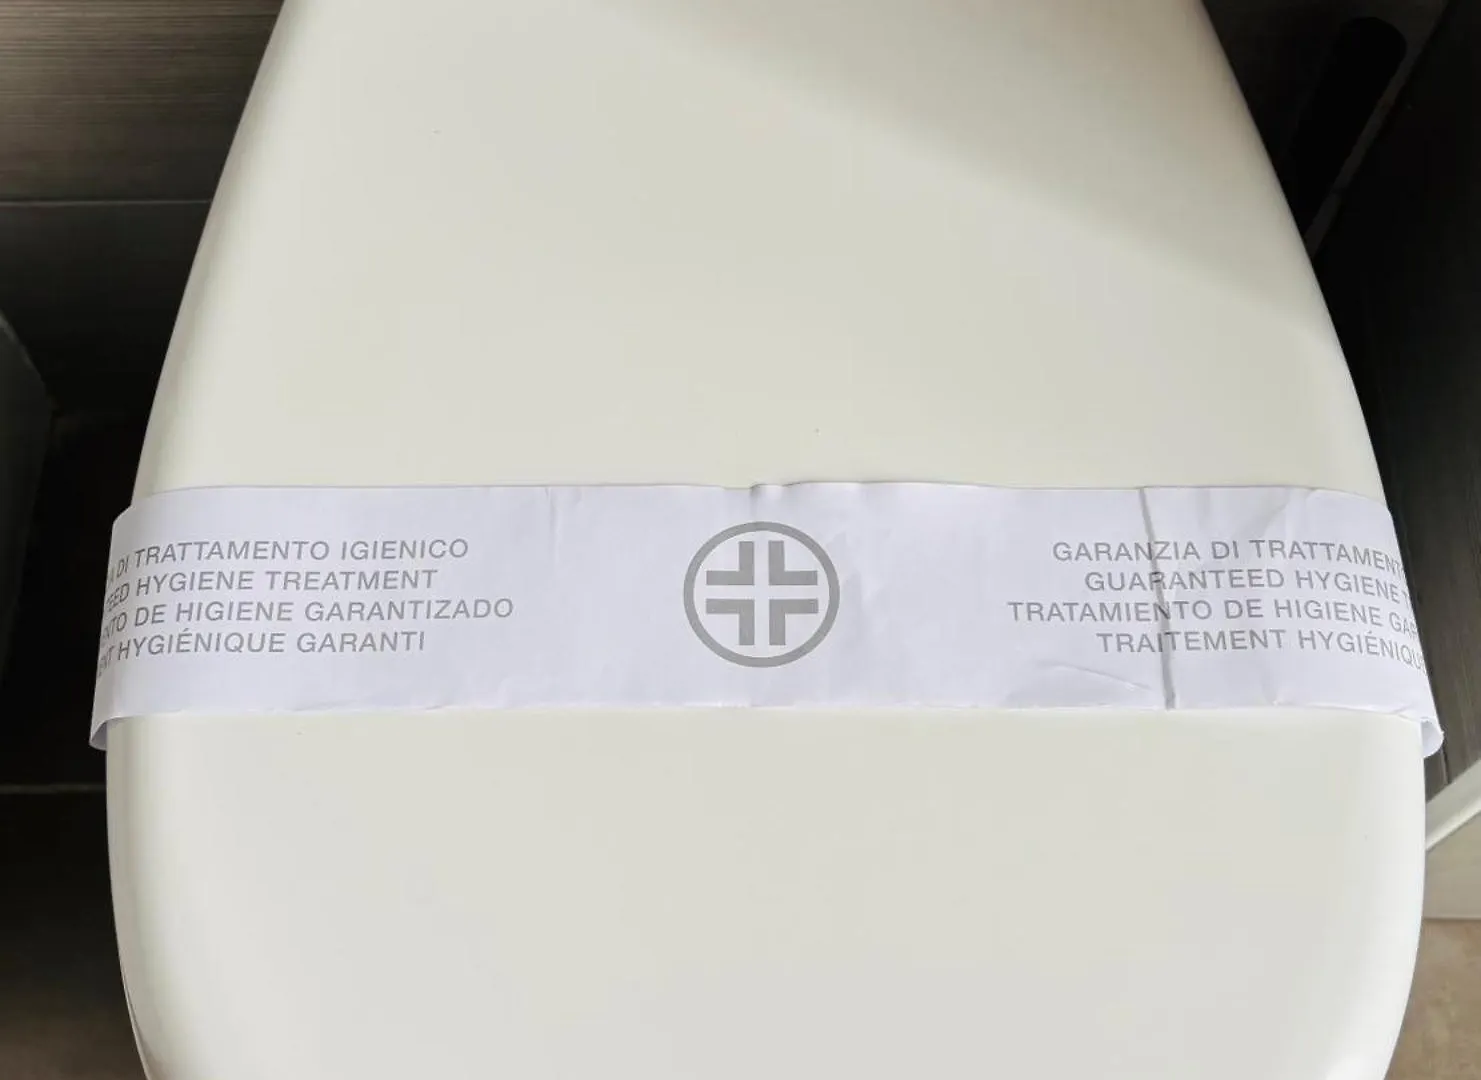 DI TRATTAMENTO IGIENICO
HYGIENE TREATMENT
DE HIGIENE GARANTIZADO
HYGIÉNIQUE GARANTI
GARANZIA DI TRATTAMENTO
GUARANTEED HYGIENE
TRATAMIENTO DE HIGIENE
TRAITEMENT HYGIÉNIQUE